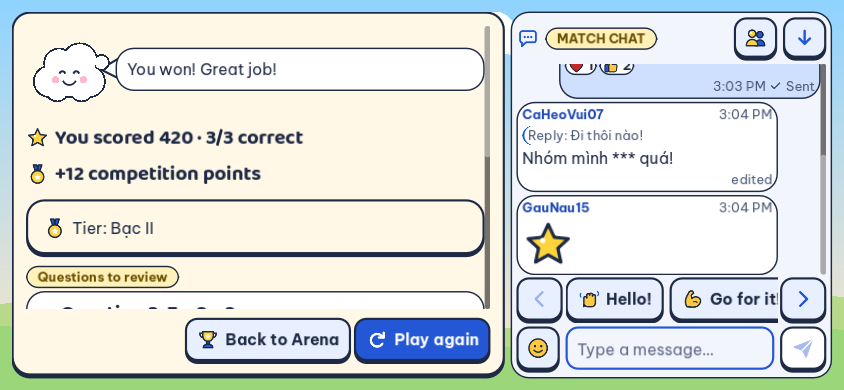 You won! Great job!
You scored 420 · 3/3 correct
+12 competition points
Tier: Bạc II
Questions to review
Back to Arena
Play again
MATCH CHAT
3:03 PM ✓ Sent
CaHeoVui07 3:04 PM
Reply: Đi thôi nào!
Nhóm mình *** quá!
edited
GauNau15 3:04 PM
Hello!
Go for it!
Type a message...